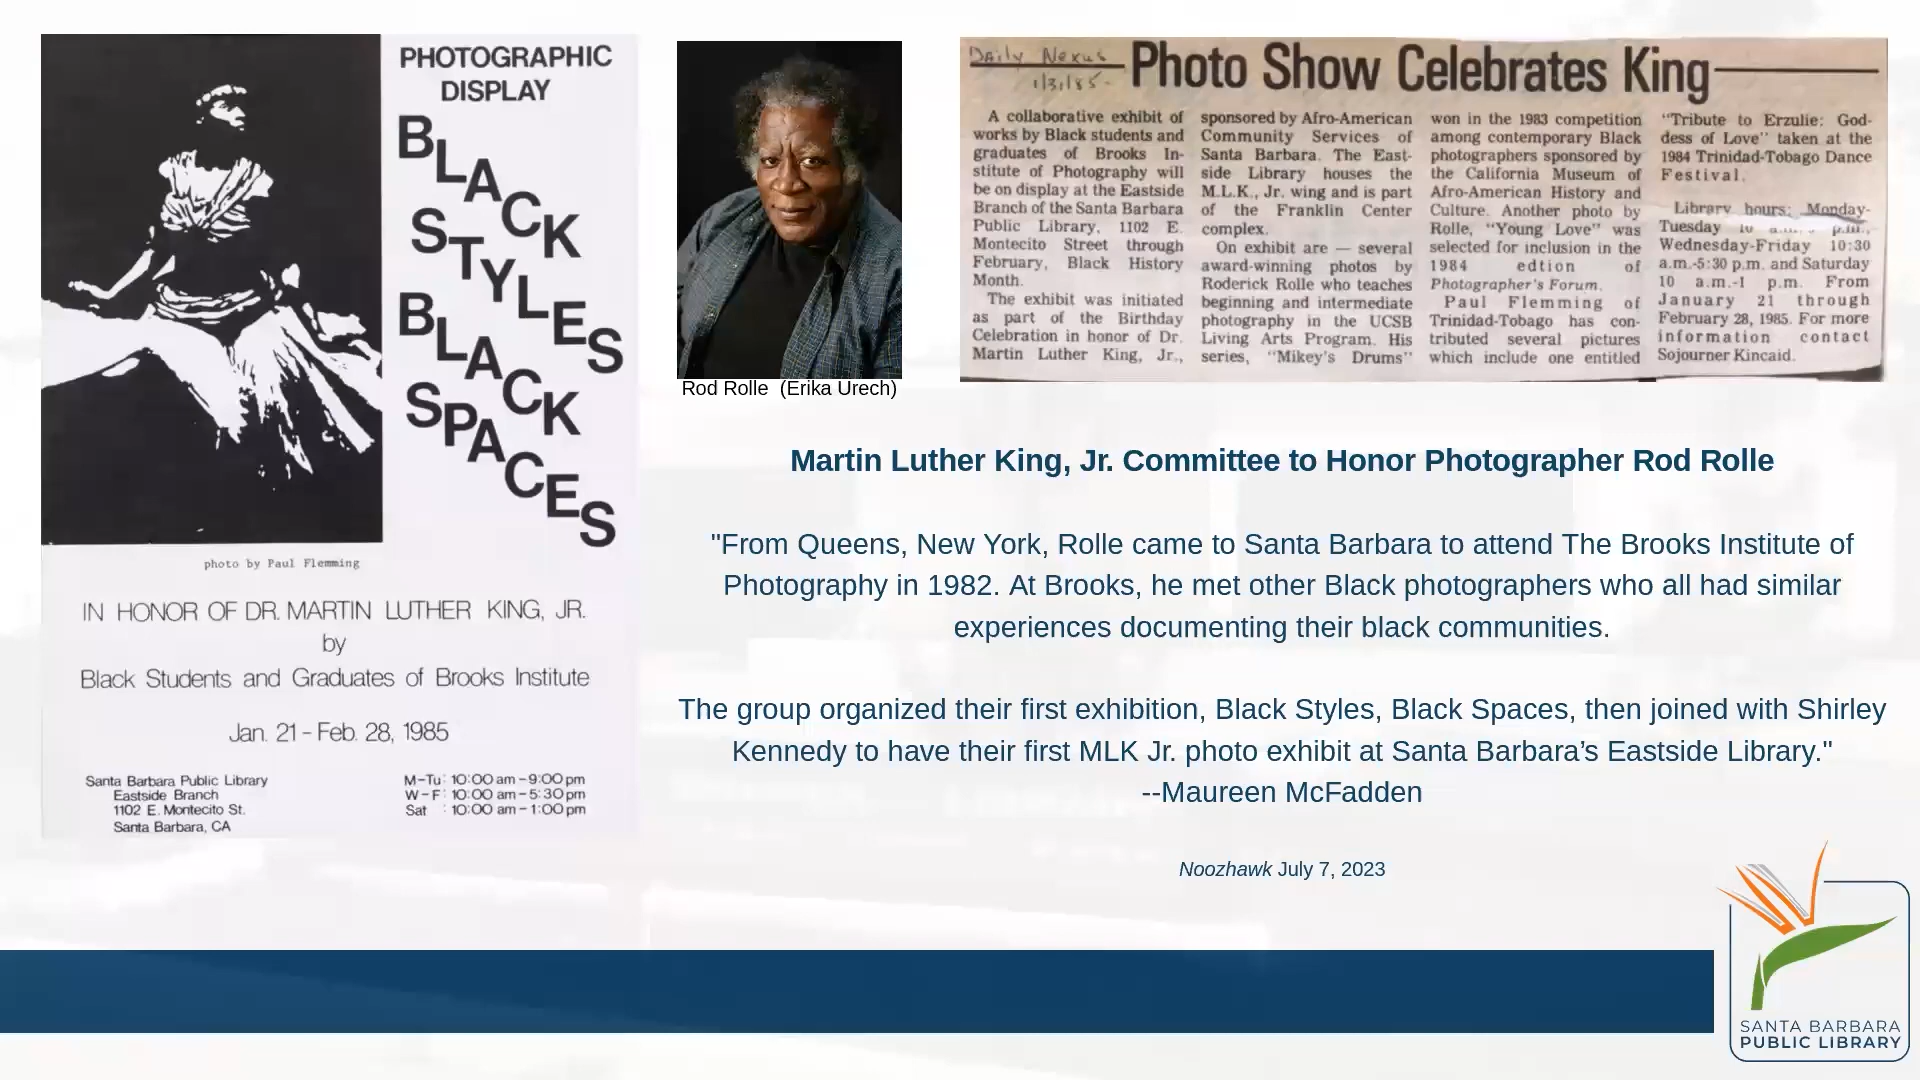 PHOTOGRAPHIC
DISPLAY
BLACK
STYLES
BLACK
SPACES
photo by Paul Flemming
IN HONOR OF DR. MARTIN LUTHER KING, JR.
by
Black Students and Graduates of Brooks Institute
Jan. 21 - Feb. 28, 1985
Santa Barbara Public Library
Eastside Branch
1102 E. Montecito St.
Santa Barbara, CA
M-Tu: 10:00 am - 9:00 pm
W-F: 10:00 am - 5:30 pm
Sat : 10:00 am - 1:00 pm
Rod Rolle (Erika Urech)
Daily Nexus
1/31/85-
Photo Show Celebrates King
A collaborative exhibit of
works by Black students and
graduates of Brooks In-
stitute of Photography will
be on display at the Eastside
Branch of the Santa Barbara
Public Library, 1102 E.
Montecito Street through
February, Black History
Month.
The exhibit was initiated
as part of the Birthday
Celebration in honor of Dr.
Martin Luther King, Jr.,
sponsored by Afro-American
Community Services of
Santa Barbara. The East-
side Library houses the
M.L.K., Jr. wing and is part
of the Franklin Center
complex.
On exhibit are — several
award-winning photos by
Roderick Rolle who teaches
beginning and intermediate
photography in the UCSB
Living Arts Program. His
series, "Mikey's Drums"
won in the 1983 competition
among contemporary Black
photographers sponsored by
the California Museum of
Afro-American History and
Culture. Another photo by
Rolle, "Young Love" was
selected for inclusion in the
1984 edtion of
Photographer's Forum.
Paul Flemming of
Trinidad-Tobago has con-
tributed several pictures
which include one entitled
"Tribute to Erzulie: God-
dess of Love" taken at the
1984 Trinidad-Tobago Dance
Festival.
Library hours: Monday-
Tuesday 10 p.m.,
Wednesday-Friday 10:30
a.m.-5:30 p.m. and Saturday
10 a.m.-1 p.m. From
January 21 through
February 28, 1985. For more
information contact
Sojourner Kincaid.
Martin Luther King, Jr. Committee to Honor Photographer Rod Rolle
"From Queens, New York, Rolle came to Santa Barbara to attend The Brooks Institute of
Photography in 1982. At Brooks, he met other Black photographers who all had similar
experiences documenting their black communities.
The group organized their first exhibition, Black Styles, Black Spaces, then joined with Shirley
Kennedy to have their first MLK Jr. photo exhibit at Santa Barbara’s Eastside Library."
--Maureen McFadden
Noozhawk July 7, 2023
SANTA BARBARA
PUBLIC LIBRARY